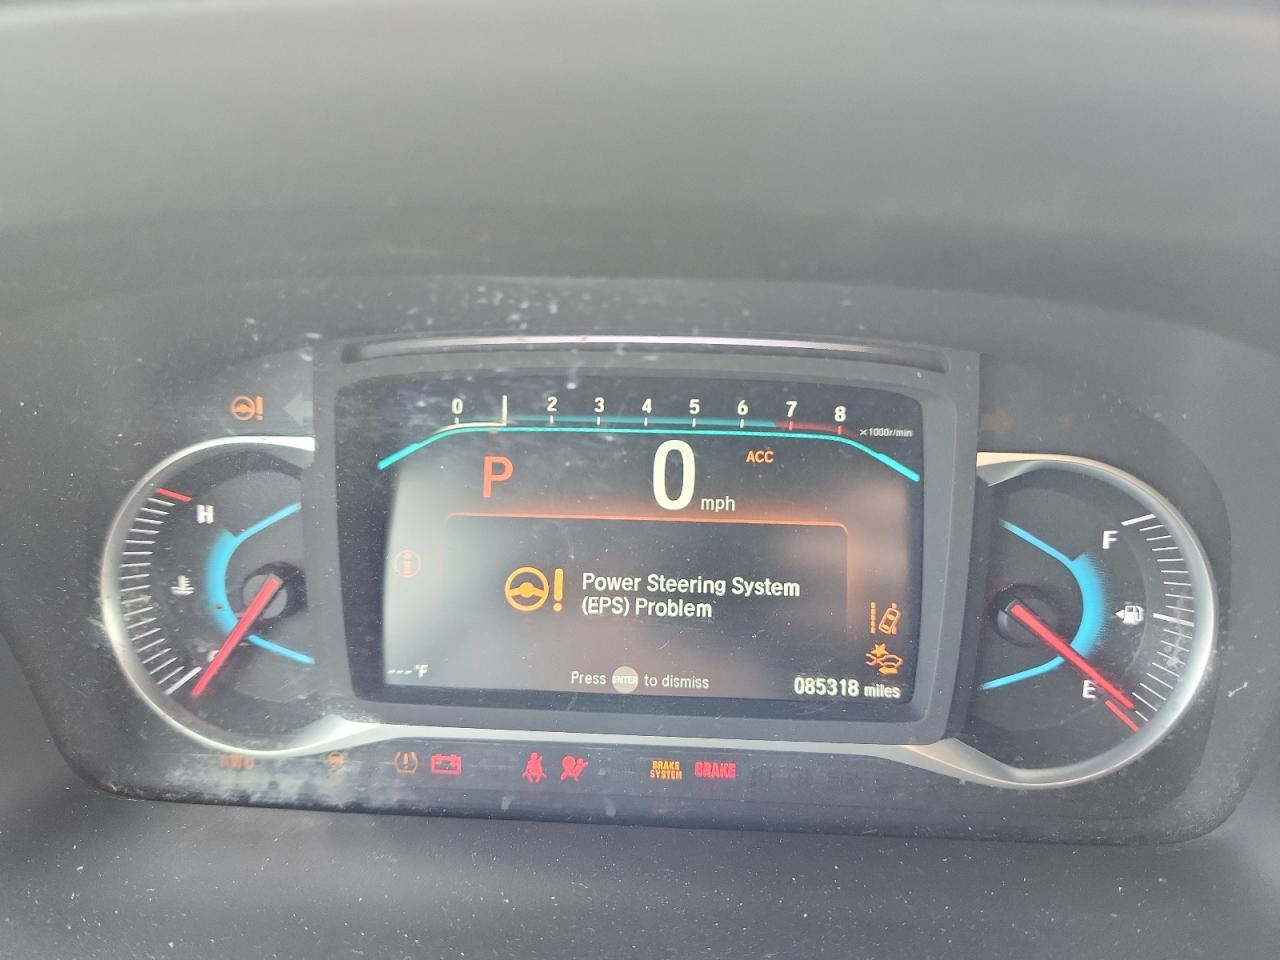 0 2 3 4 5 6 7 8
×1000r/min
P 0 mph ACC
H
F
Power Steering System
(EPS) Problem
E
---°F
Press ENTER to dismiss
085318 miles
BRAKE
SYSTEM
BRAKE